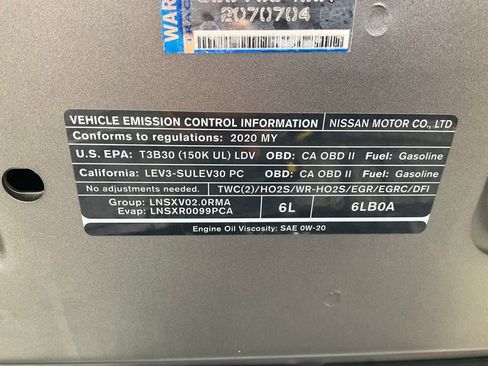 WAR
TRAC
2070704
VEHICLE EMISSION CONTROL INFORMATION NISSAN MOTOR CO., LTD
Conforms to regulations: 2020 MY
U.S. EPA: T3B30 (150K UL) LDV OBD: CA OBD II Fuel: Gasoline
California: LEV3-SULEV30 PC OBD: CA OBD II Fuel: Gasoline
No adjustments needed. TWC(2)/HO2S/WR-HO2S/EGR/EGRC/DFI
Group: LNSXV02.0RMA
Evap: LNSXR0099PCA 6L 6LB0A
Engine Oil Viscosity: SAE 0W-20